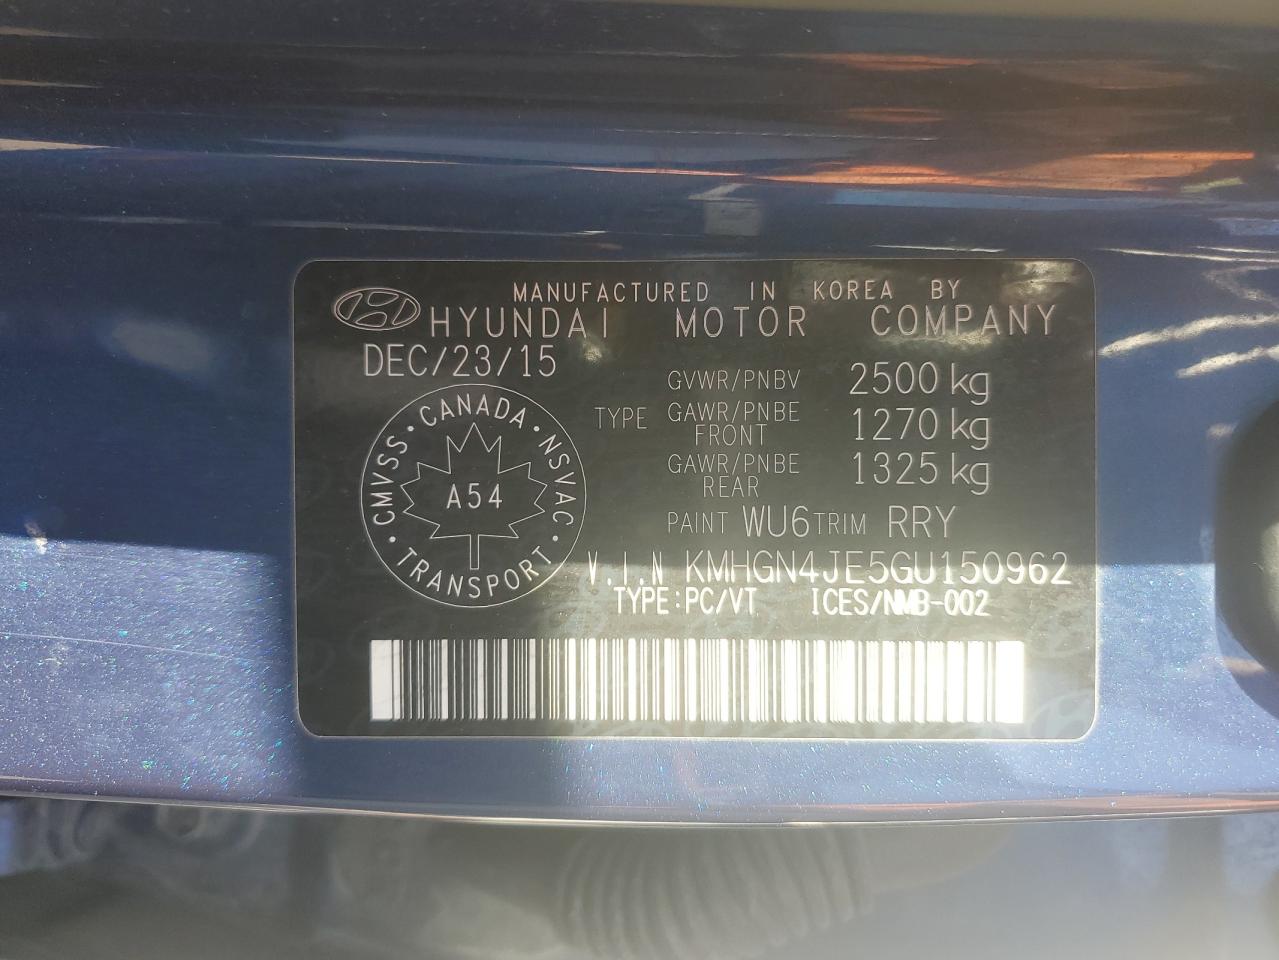 MANUFACTURED IN KOREA BY
HYUNDAI MOTOR COMPANY
DEC/23/15
GVWR/PNBV 2500 kg
TYPE GAWR/PNBE FRONT 1270 kg
GAWR/PNBE REAR 1325 kg
CMVSS · CANADA · NSVAC · TRANSPORT ·
A54
PAINT WU6 TRIM RRY
V.I.N KMHGN4JE5GU150962
TYPE:PC/VT ICES/NMB-002